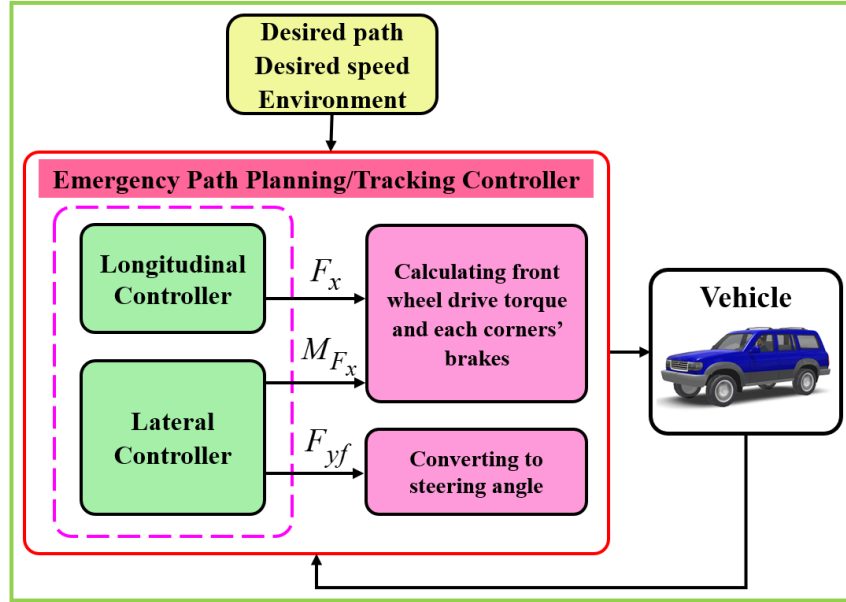 Desired path
Desired speed
Environment
Emergency Path Planning/Tracking Controller
Longitudinal
Controller
F_x
Calculating front
wheel drive torque
and each corners’
brakes
M_{F_x}
Lateral
Controller
F_{yf}
Converting to
steering angle
Vehicle